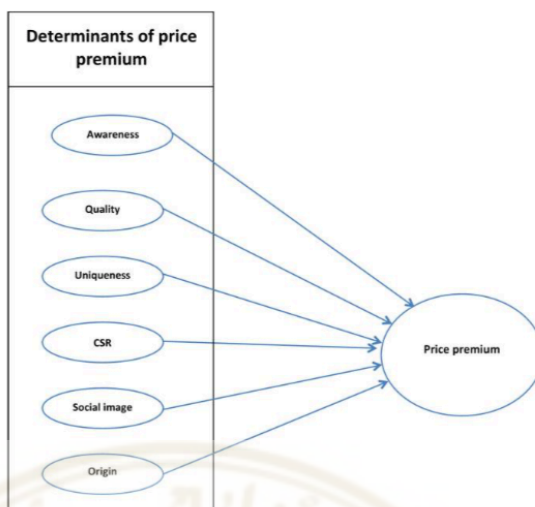 Determinants of price
premium
Awareness
Quality
Uniqueness
CSR
Social image
Origin
Price premium